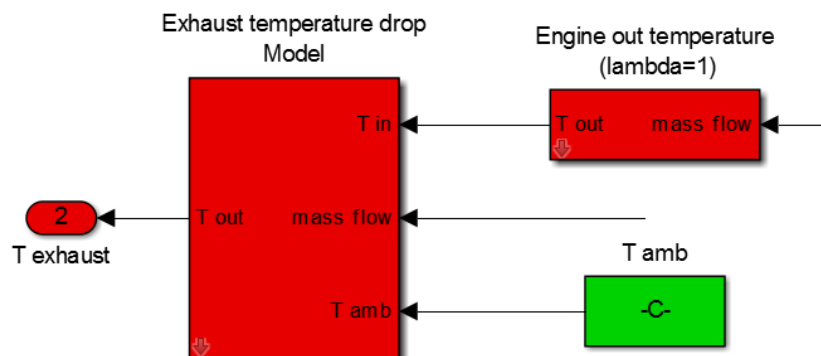 Exhaust temperature drop
Model
Engine out temperature
(lambda=1)
T in
T out
mass flow
2
T out
mass flow
T exhaust
T amb
T amb
-C-